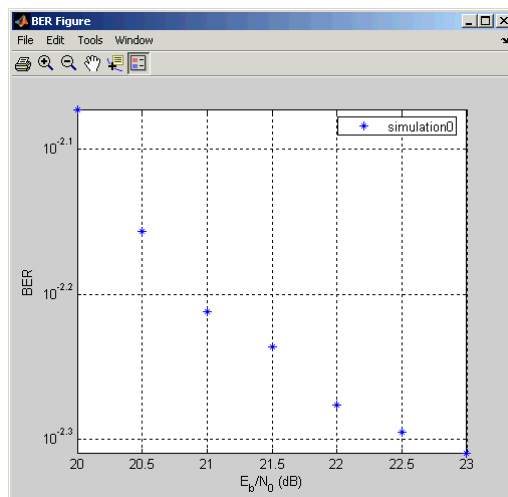 BER Figure
File Edit Tools Window
simulation0
10^-2.1
10^-2.2
10^-2.3
BER
20 20.5 21 21.5 22 22.5 23
E_b/N_0 (dB)